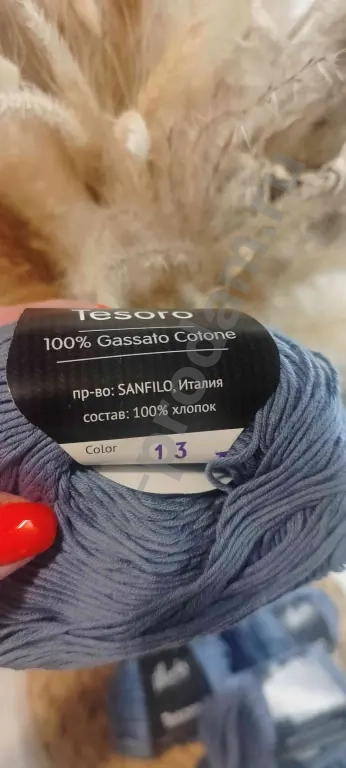 Tesoro
100% Gassato Cotone
пр-во: SANFILO, Италия
состав: 100% хлопок
Color 13